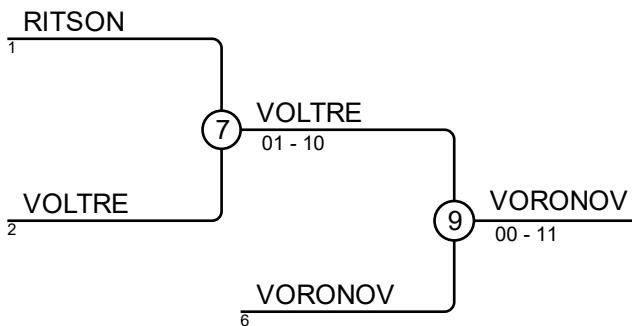 RITSON
1
7
VOLTRE
01 - 10
VOLTRE
2
9
VORONOV
00 - 11
VORONOV
6